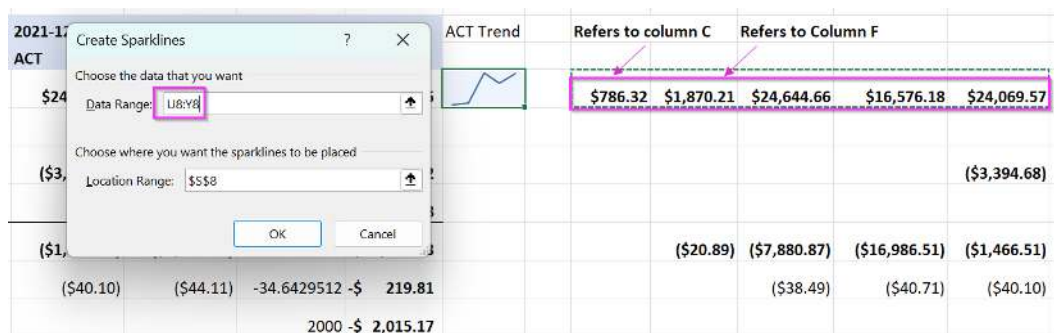 2021-12 ACT Trend Refers to column C Refers to Column F
ACT
Create Sparklines ? ×
Choose the data that you want
Data Range: U8:Y8
Choose where you want the sparklines to be placed
Location Range: $S$8
OK Cancel
$24 $786.32 $1,870.21 $24,644.66 $16,576.18 $24,069.57
($3, ($3,394.68)
($1, ($20.89) ($7,880.87) ($16,986.51) ($1,466.51)
($40.10) ($44.11) -34.6429512 -$ 219.81 ($38.49) ($40.71) ($40.10)
2000 -$ 2,015.17